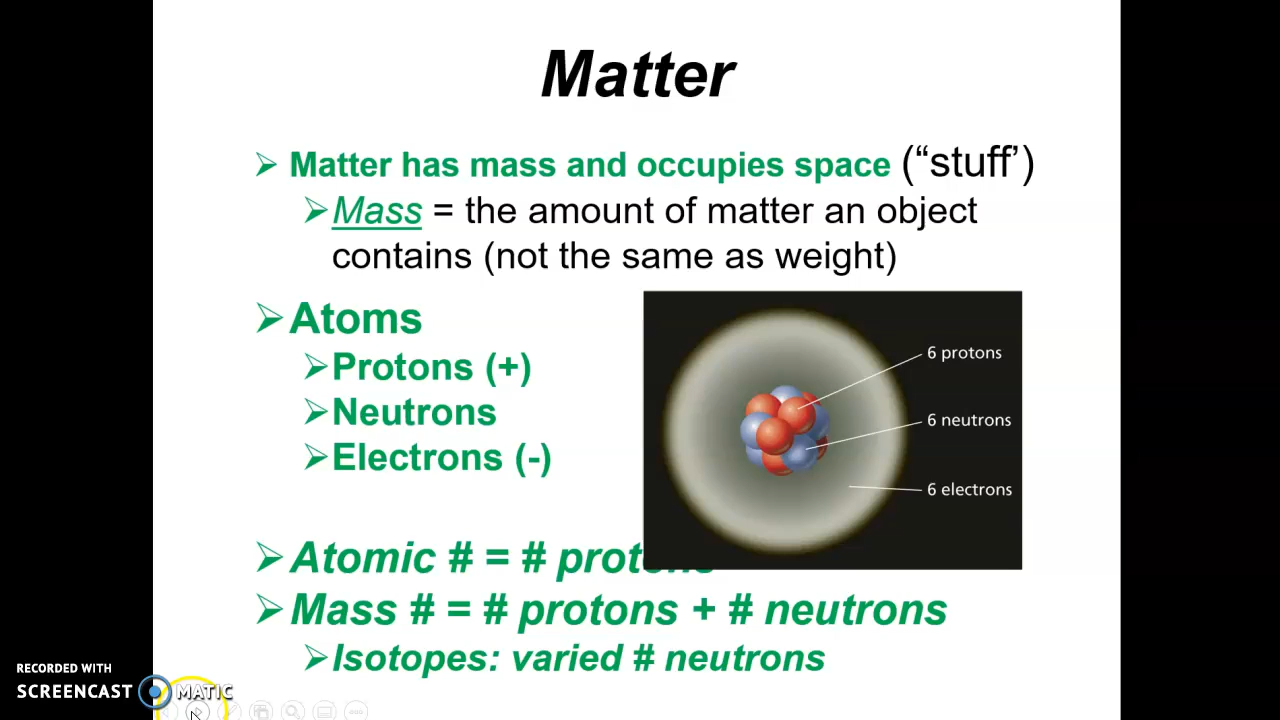 Matter
➢ Matter has mass and occupies space (“stuff’)
➢Mass = the amount of matter an object
contains (not the same as weight)
➢Atoms
➢Protons (+)
➢Neutrons
➢Electrons (-)
6 protons
6 neutrons
6 electrons
➢Atomic # = # protons
➢Mass # = # protons + # neutrons
➢Isotopes: varied # neutrons
RECORDED WITH
SCREENCAST MATIC